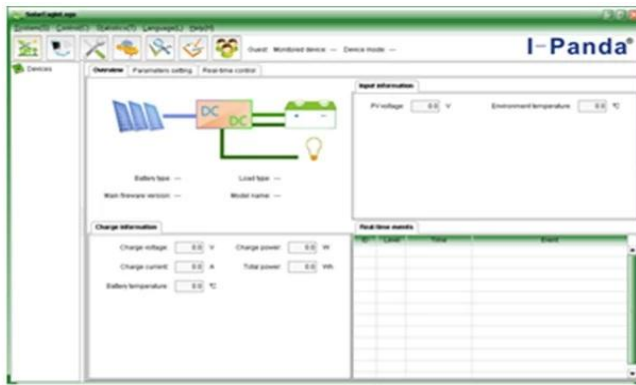 SolarEagleLogo
System(S) Control(C) Statistics(T) Language(L) Help(H)
Guest Monitored device: --- Device mode: ---
I-Panda®
Devices
Overview Parameters setting Real-time control
DC
DC
Battery type: ---
Load type: ---
Main fireware version: ---
Model name: ---
Input information
PV voltage: 0.0 V
Environment temperature: 0.0 ℃
Charge information
Charge voltage: 0.0 V
Charge power: 0.0 W
Charge current: 0.0 A
Total power: 0.0 Wh
Battery temperature: 0.0 ℃
Real time events
ID Level Time Event